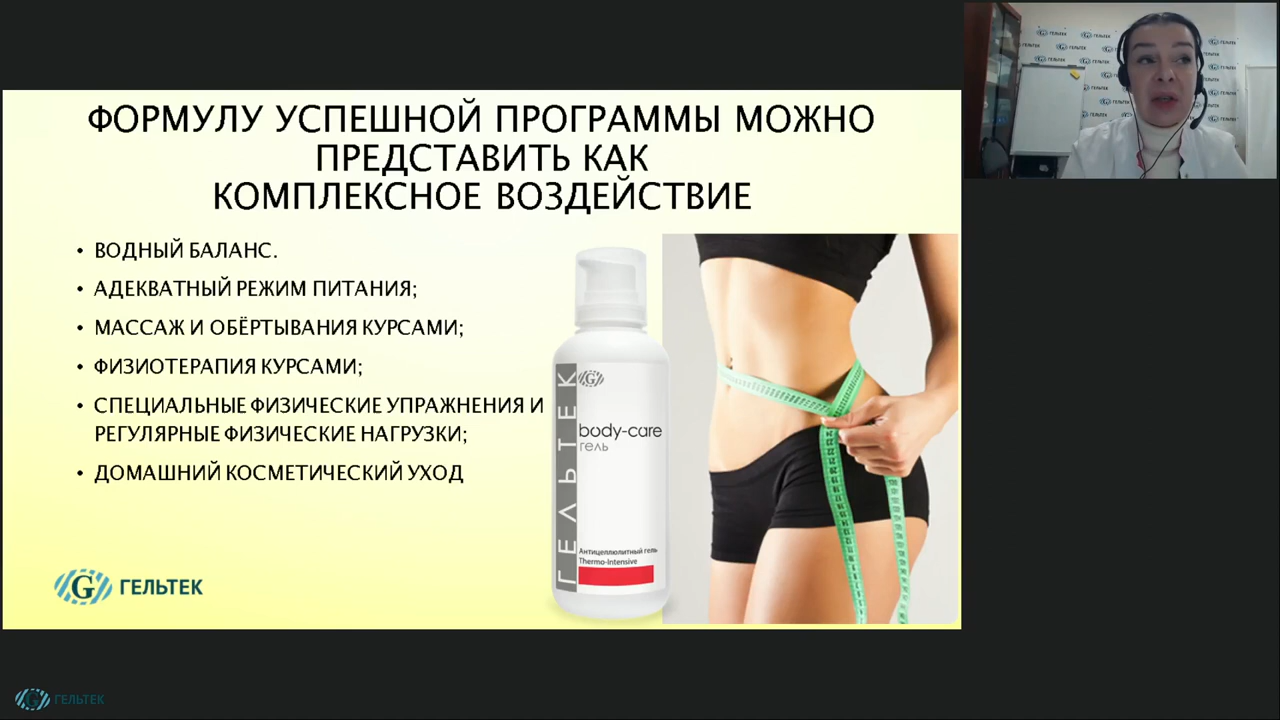 ФОРМУЛУ УСПЕШНОЙ ПРОГРАММЫ МОЖНО
ПРЕДСТАВИТЬ КАК
КОМПЛЕКСНОЕ ВОЗДЕЙСТВИЕ
• ВОДНЫЙ БАЛАНС.
• АДЕКВАТНЫЙ РЕЖИМ ПИТАНИЯ;
• МАССАЖ И ОБЁРТЫВАНИЯ КУРСАМИ;
• ФИЗИОТЕРАПИЯ КУРСАМИ;
• СПЕЦИАЛЬНЫЕ ФИЗИЧЕСКИЕ УПРАЖНЕНИЯ И
РЕГУЛЯРНЫЕ ФИЗИЧЕСКИЕ НАГРУЗКИ;
• ДОМАШНИЙ КОСМЕТИЧЕСКИЙ УХОД
G ГЕЛЬТЕК
ГЕЛЬТЕК
G
body-care
гель
Антицеллюлитный гель
Thermo-Intensive
ГЕЛЬТЕК
G ГЕЛЬТЕК